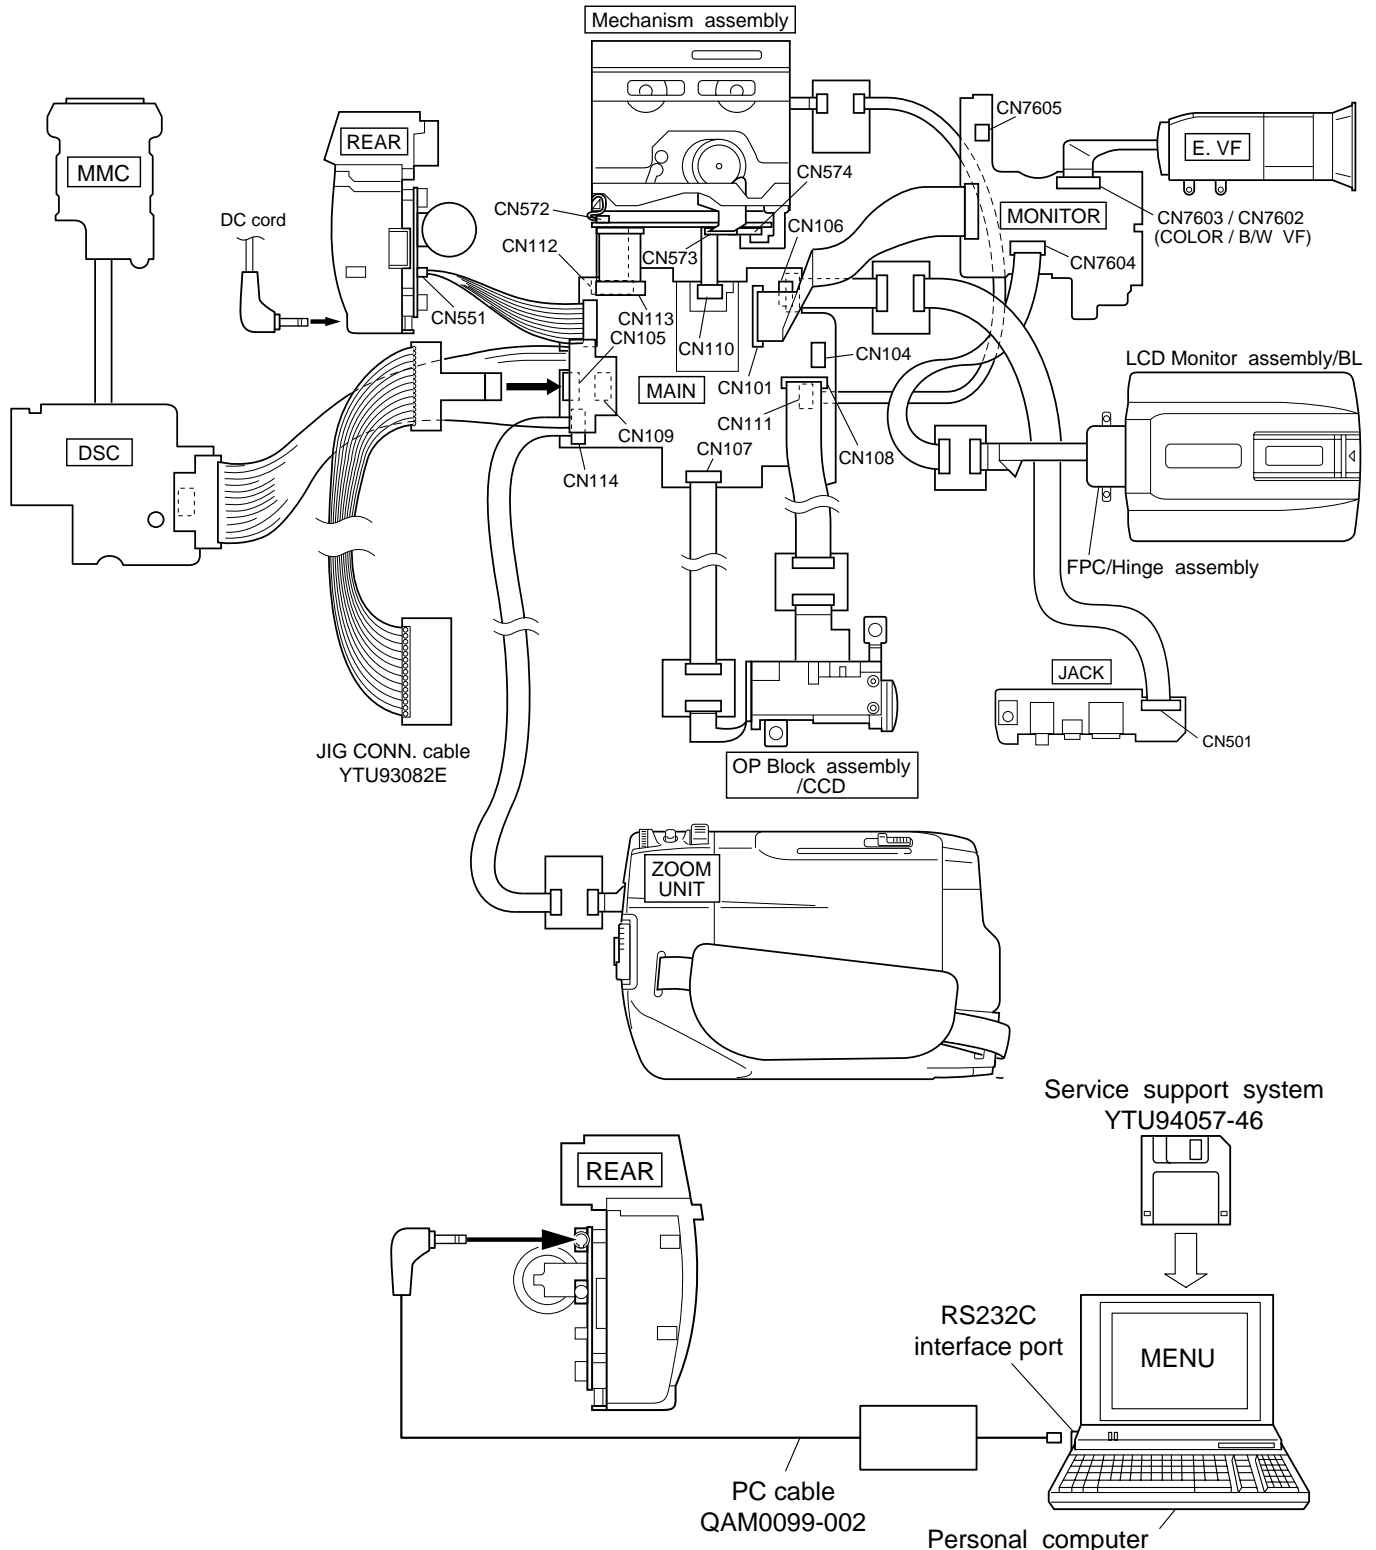 Mechanism assembly
CN7605
REAR
E. VF
MMC
CN574
CN572
CN106
MONITOR
CN7603 / CN7602
(COLOR / B/W VF)
DC cord
CN112
CN573
CN7604
CN551
CN113
CN105
CN110
CN104
CN101
LCD Monitor assembly/BL
MAIN
CN111
CN109
CN107
CN108
DSC
CN114
FPC/Hinge assembly
JACK
CN501
JIG CONN. cable
YTU93082E
OP Block assembly
/CCD
ZOOM
UNIT
Service support system
YTU94057-46
REAR
RS232C
interface port
MENU
PC cable
QAM0099-002
Personal computer